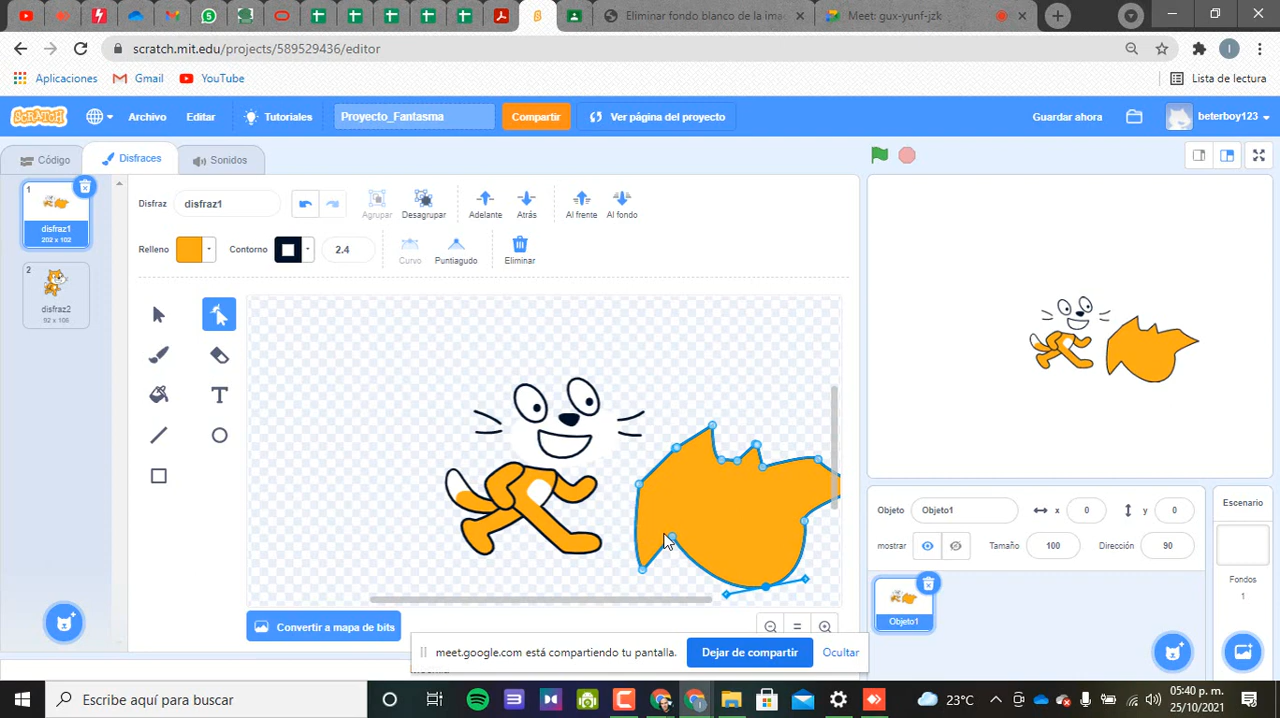 Eliminar fondo blanco de la ima
Meet: gux-yunf-jzk
scratch.mit.edu/projects/589529436/editor
Aplicaciones
Gmail
YouTube
Lista de lectura
SCRATCH
Archivo
Editar
Tutoriales
Proyecto_Fantasma
Compartir
Ver página del proyecto
Guardar ahora
beterboy123
Código
Disfraces
Sonidos
1
disfraz1
202 x 102
2
disfraz2
92 x 106
Disfraz
disfraz1
Agrupar
Desagrupar
Adelante
Atrás
Al frente
Al fondo
Relleno
Contorno
2.4
Curvo
Puntiagudo
Eliminar
T
Convertir a mapa de bits
Objeto
Objeto1
x
0
y
0
mostrar
Tamaño
100
Dirección
90
Objeto1
Escenario
Fondos
1
meet.google.com está compartiendo tu pantalla.
Dejar de compartir
Ocultar
Escribe aquí para buscar
23°C
05:40 p. m.
25/10/2021